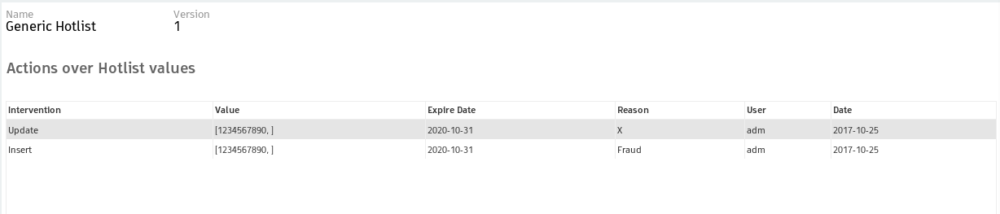 Name Version
Generic Hotlist 1
Actions over Hotlist values
Intervention Value Expire Date Reason User Date
Update [1234567890, ] 2020-10-31 X adm 2017-10-25
Insert [1234567890, ] 2020-10-31 Fraud adm 2017-10-25